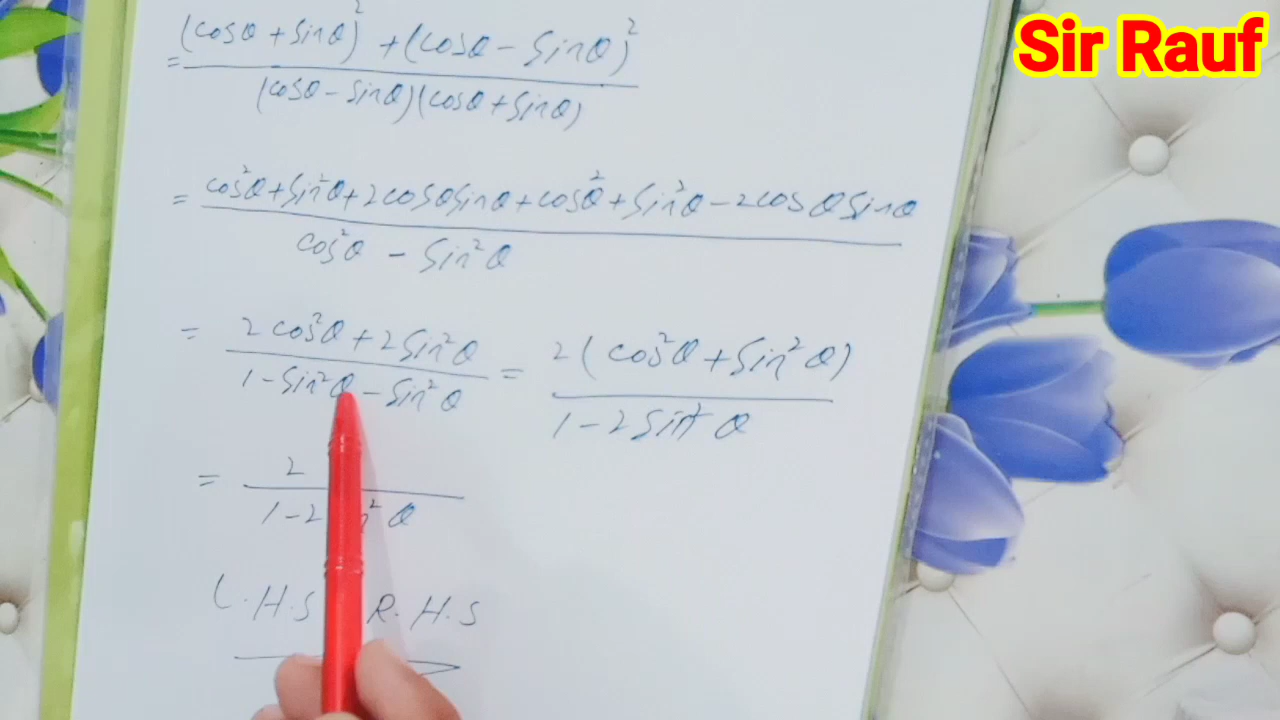 Sir Rauf
= (cosθ + sinθ)² + (cosθ - sinθ)²
(cosθ - sinθ)(cosθ + sinθ)
= cos²θ + sin²θ + 2cosθsinθ + cos²θ + sin²θ - 2cosθsinθ
cos²θ - sin²θ
= 2cos²θ + 2sin²θ = 2(cos²θ + sin²θ)
1 - sin²θ - sin²θ 1 - 2sin²θ
= 2
1 - 2 ²θ
L.H.S R.H.S